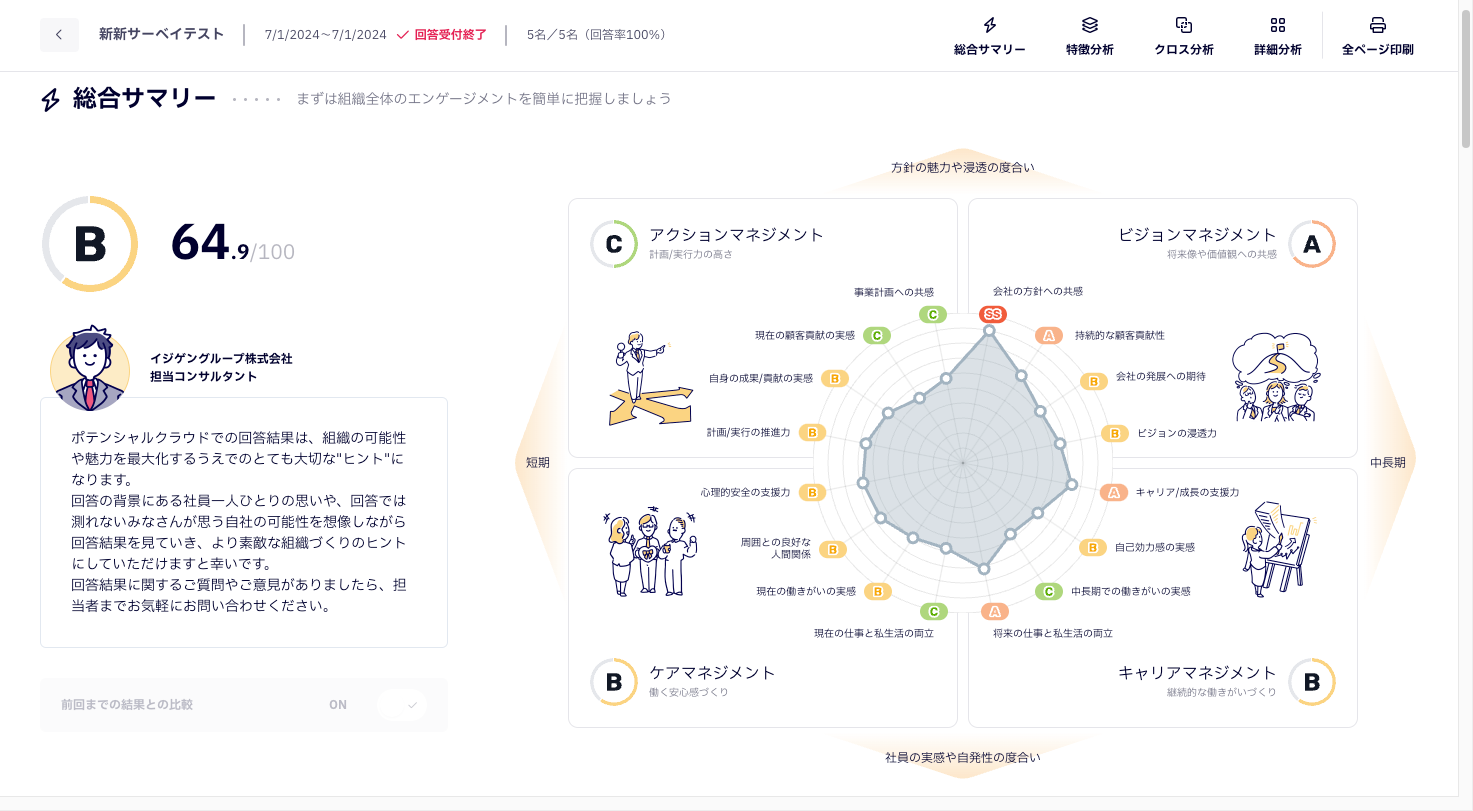 新新サーベイテスト
7/1/2024〜7/1/2024
回答受付終了
5名／5名（回答率100%）
総合サマリー
特徴分析
クロス分析
詳細分析
全ページ印刷
総合サマリー
まずは組織全体のエンゲージメントを簡単に把握しましょう
B
64.9/100
イジゲングループ株式会社
担当コンサルタント
ポテンシャルクラウドでの回答結果は、組織の可能性
や魅力を最大化するうえでのとても大切な"ヒント"に
なります。
回答の背景にある社員一人ひとりの思いや、回答では
測れないみなさんが思う自社の可能性を想像しながら
回答結果を見ていき、より素敵な組織づくりのヒント
にしていただけますと幸いです。
回答結果に関するご質問やご意見がありましたら、担
当者までお気軽にお問い合わせください。
前回までの結果との比較
ON
方針の魅力や浸透の度合い
C
アクションマネジメント
計画/実行力の高さ
ビジョンマネジメント
将来像や価値観への共感
A
事業計画への共感
C
会社の方針への共感
SS
現在の顧客貢献の実感
C
A
持続的な顧客貢献性
自身の成果/貢献の実感
B
B
会社の発展への期待
計画/実行の推進力
B
B
ビジョンの浸透力
短期
中長期
心理的安全の支援力
B
A
キャリア/成長の支援力
周囲との良好な
人間関係
B
B
自己効力感の実感
現在の働きがいの実感
B
C
中長期での働きがいの実感
C
現在の仕事と私生活の両立
A
将来の仕事と私生活の両立
B
ケアマネジメント
働く安心感づくり
キャリアマネジメント
継続的な働きがいづくり
B
社員の実感や自発性の度合い